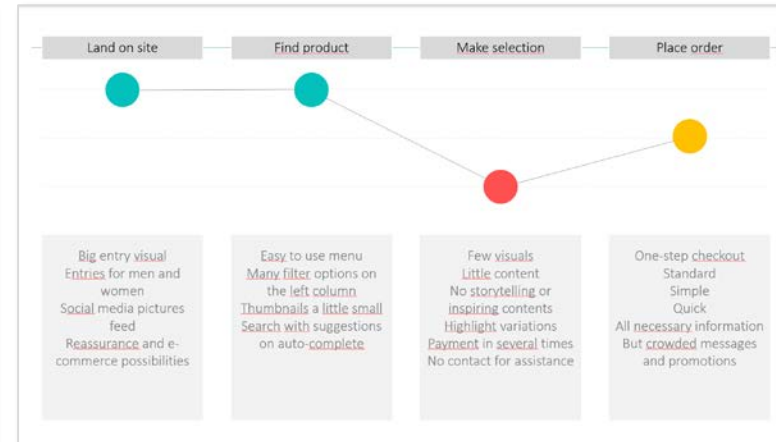 Land on site
Find product
Make selection
Place order
Big entry visual
Entries for men and
women
Social media pictures
feed
Reassurance and e-
commerce possibilities
Easy to use menu
Many filter options on
the left column
Thumbnails a little small
Search with suggestions
on auto-complete
Few visuals
Little content
No storytelling or
inspiring contents
Highlight variations
Payment in several times
No contact for assistance
One-step checkout
Standard
Simple
Quick
All necessary information
But crowded messages
and promotions